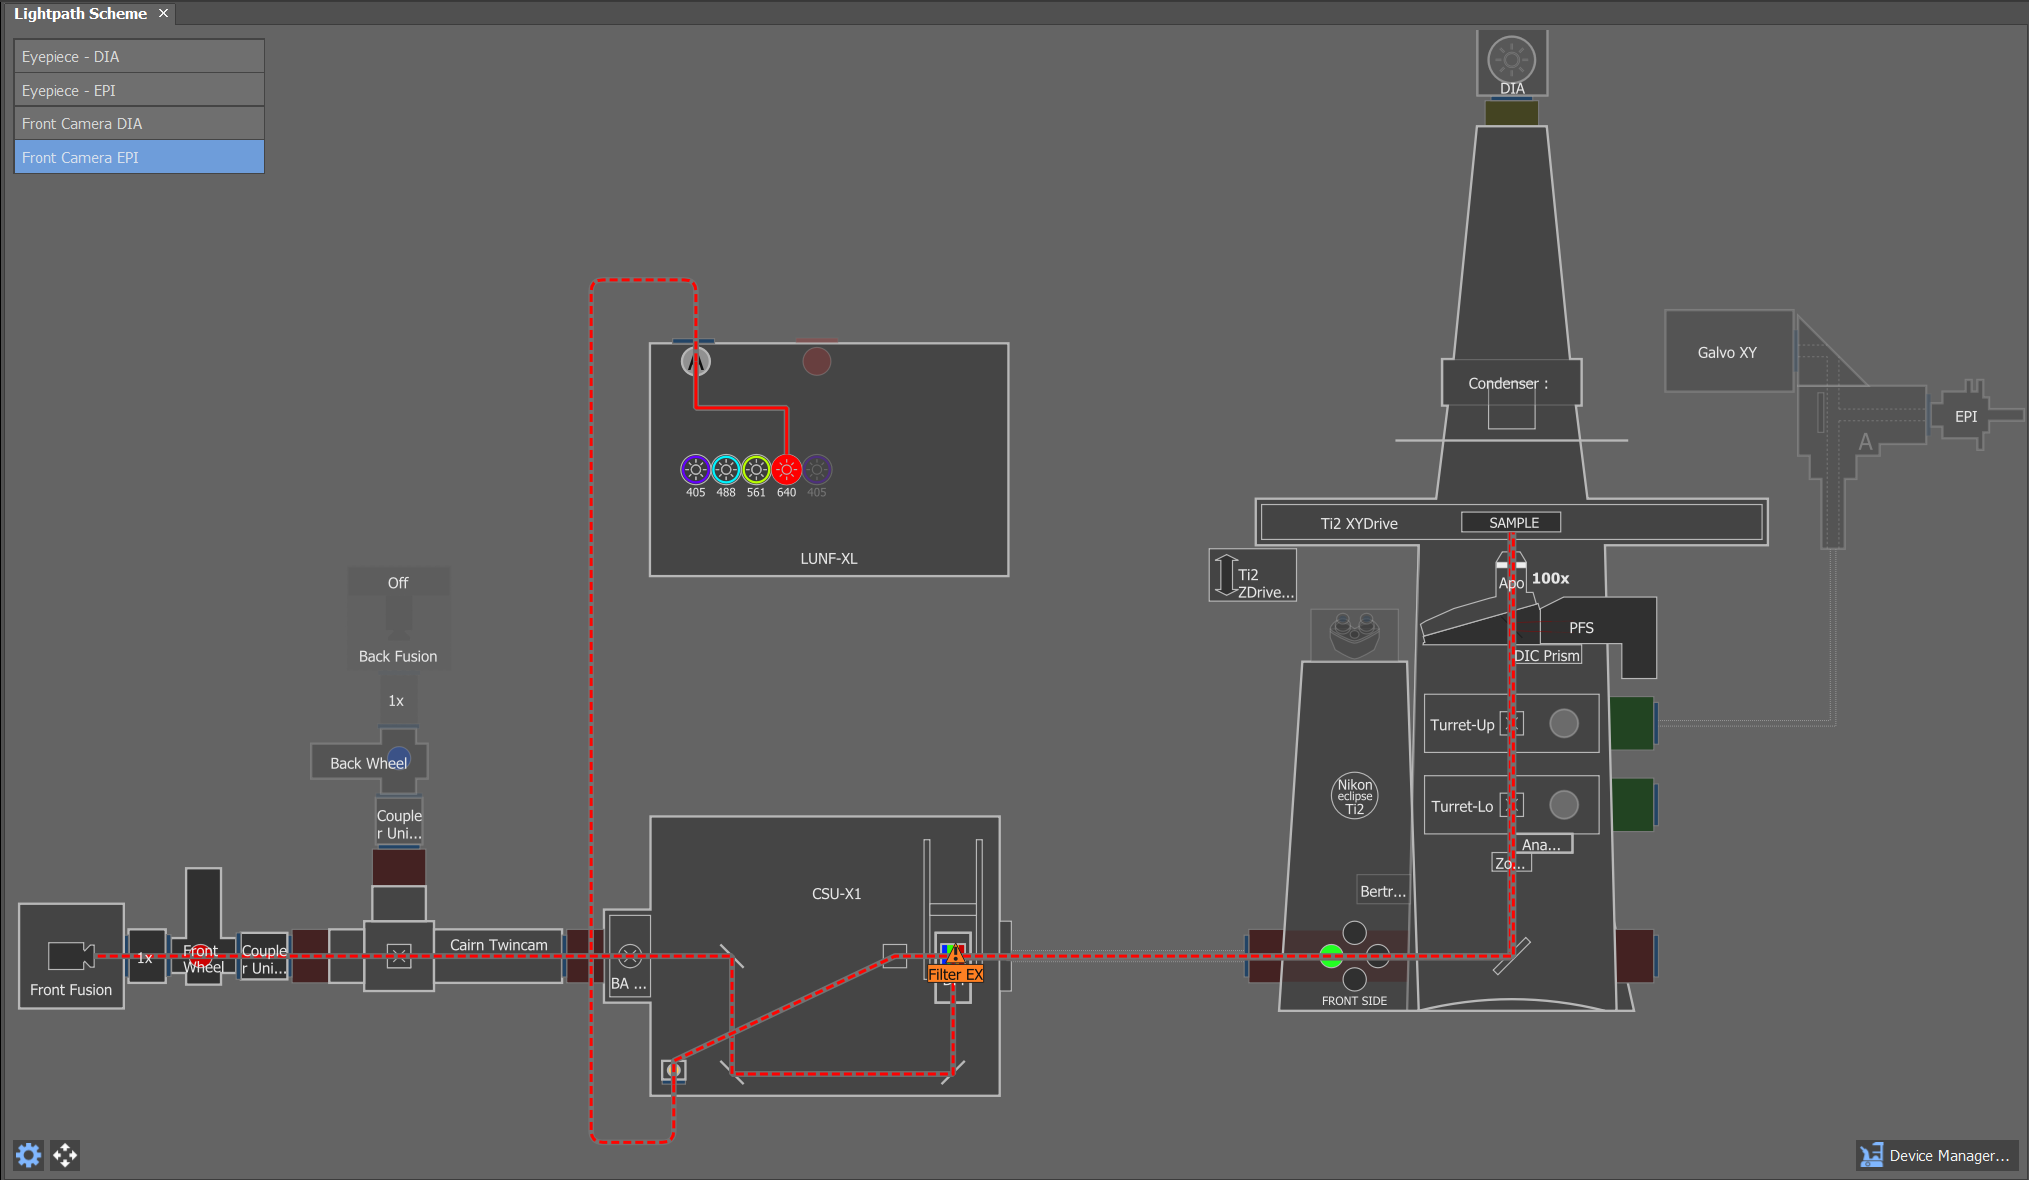 Lightpath Scheme ×
Eyepiece - DIA
Eyepiece - EPI
Front Camera DIA
Front Camera EPI
DIA
Galvo XY
EPI
A
Condenser :
A
405
488
561
640
405
LUNF-XL
Ti2 XYDrive
SAMPLE
Ti2
ZDrive...
Apo
100x
PFS
DIC Prism
Turret-Up
Turret-Lo
Ana...
Zo...
Bertr...
Nikon
eclipse
Ti2
FRONT SIDE
Off
Back Fusion
1x
Back Wheel
Couple
r Uni...
CSU-X1
Cairn Twincam
BA ...
Filter EX
Front
Wheel
Couple
r Uni...
1x
Front Fusion
Device Manager...